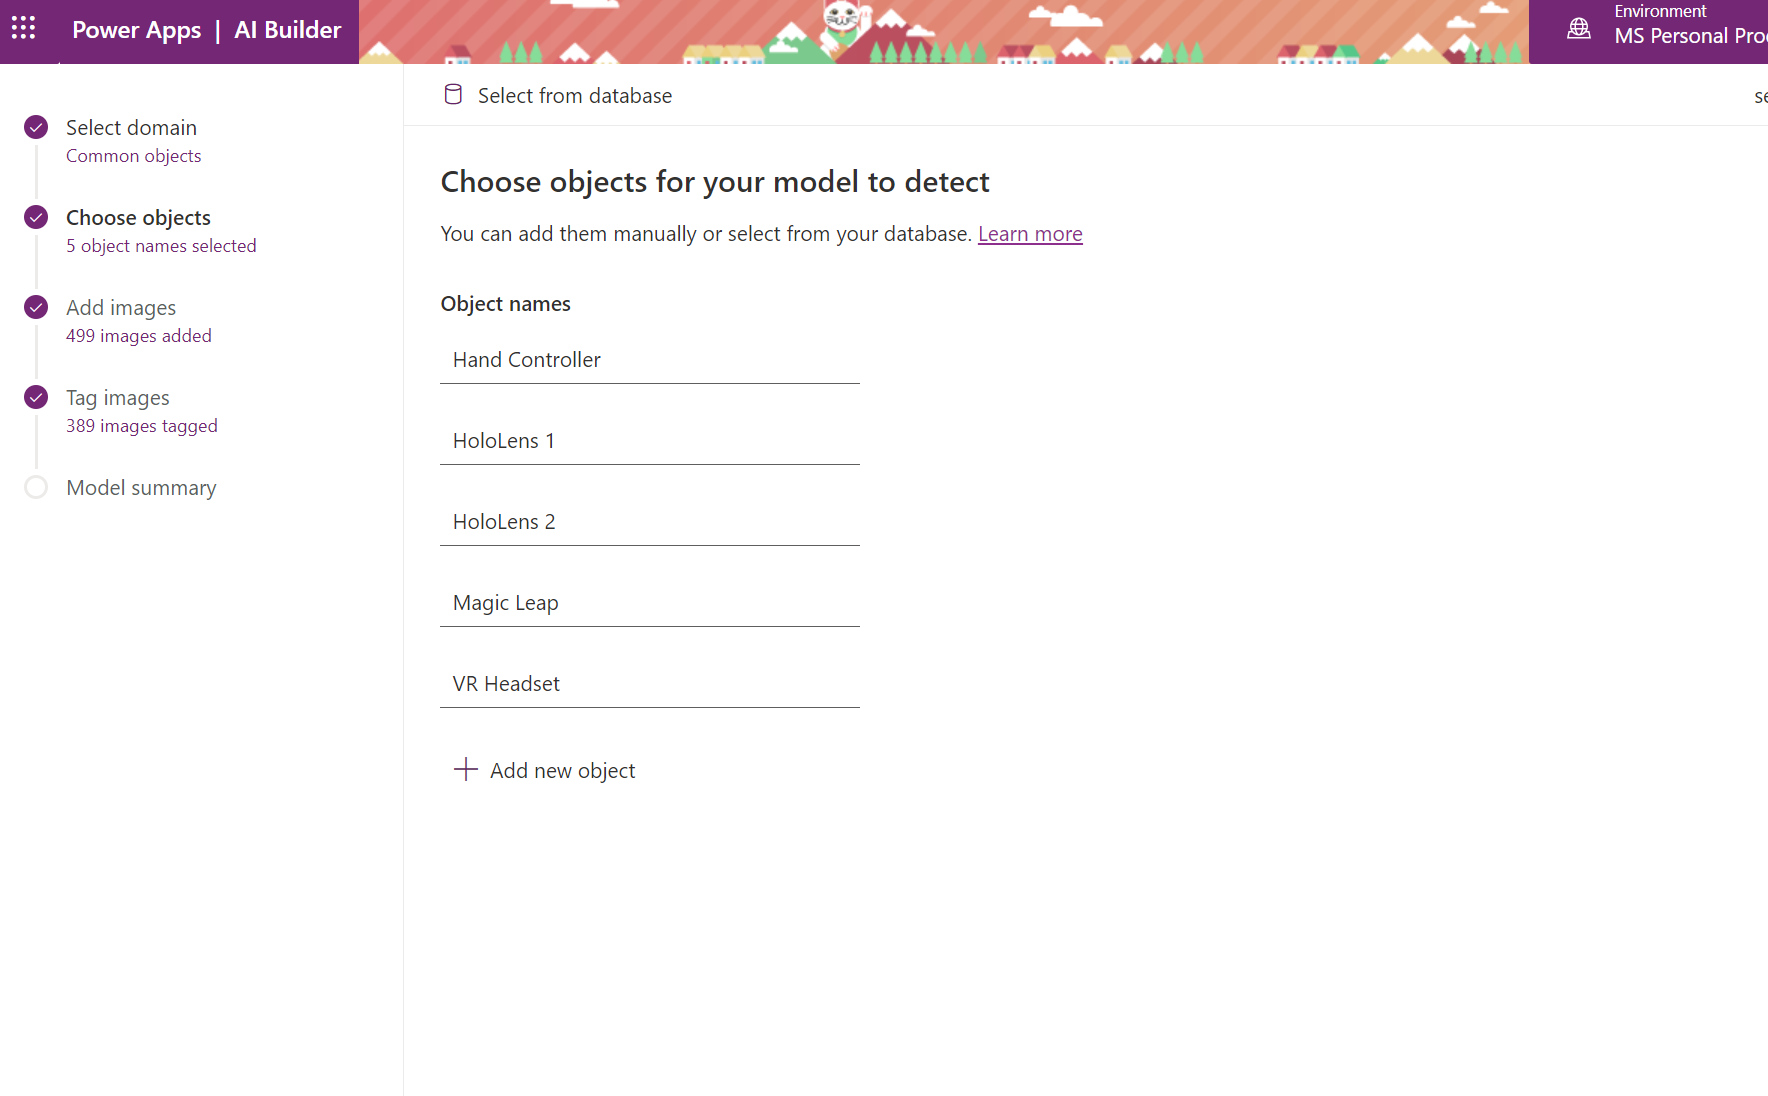 Power Apps | AI Builder
Environment
MS Personal Pro
Select domain
Common objects
Choose objects
5 object names selected
Add images
499 images added
Tag images
389 images tagged
Model summary
Select from database
Choose objects for your model to detect
You can add them manually or select from your database. Learn more
Object names
Hand Controller
HoloLens 1
HoloLens 2
Magic Leap
VR Headset
Add new object